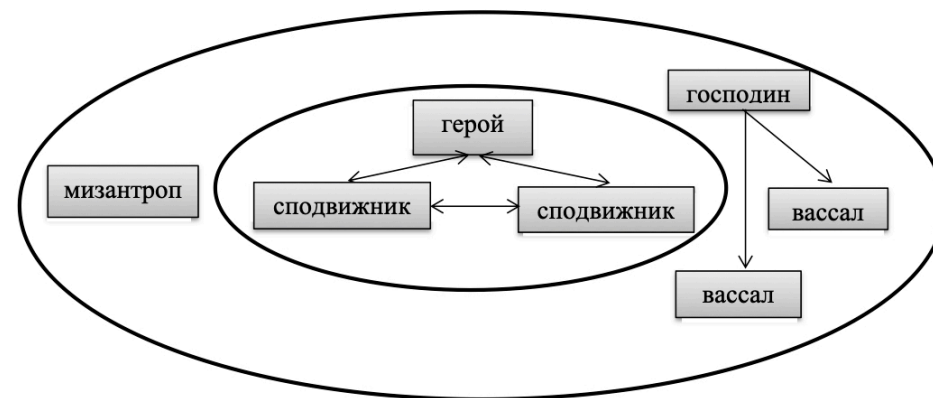 господин
герой
мизантроп
сподвижник
сподвижник
вассал
вассал